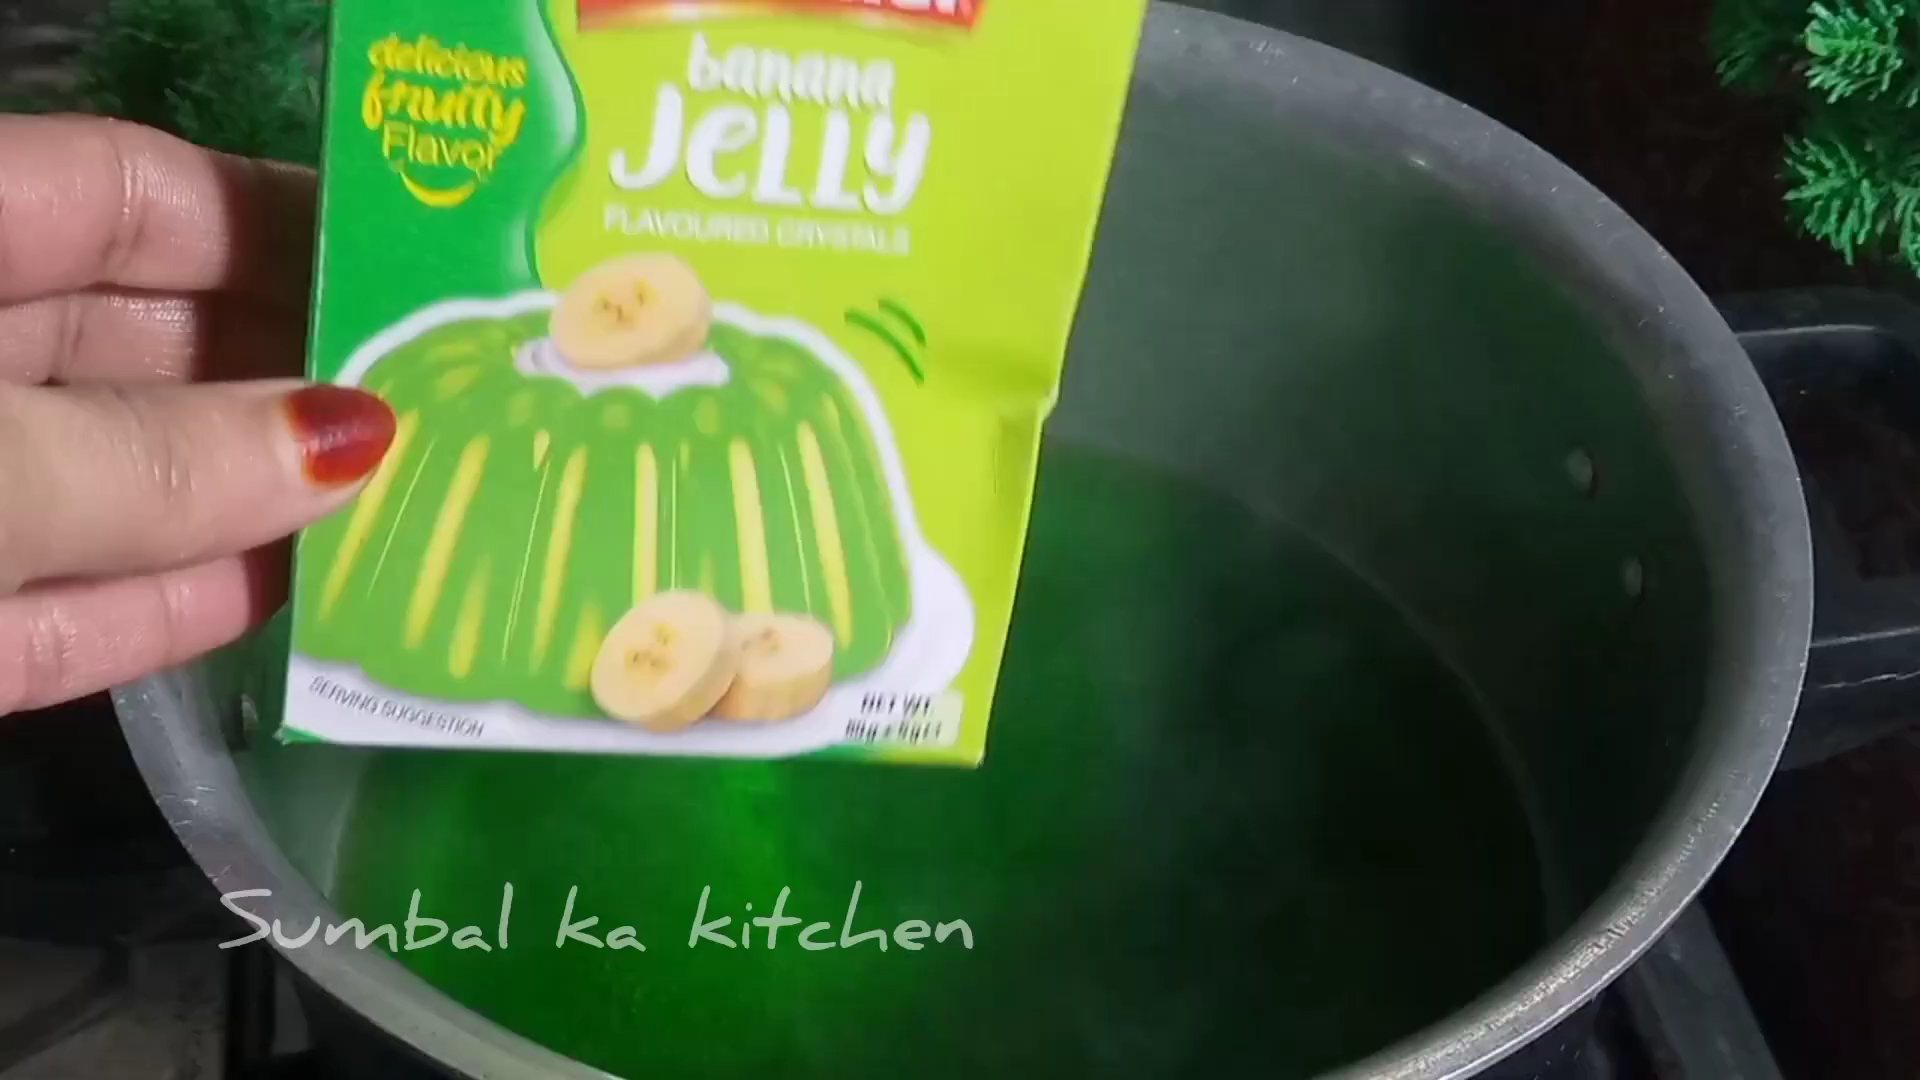 delicious
fruity
Flavor
banana
JELLY
FLAVOURED CRYSTALS
SERVING SUGGESTION
NET WT.
Sumbal ka kitchen